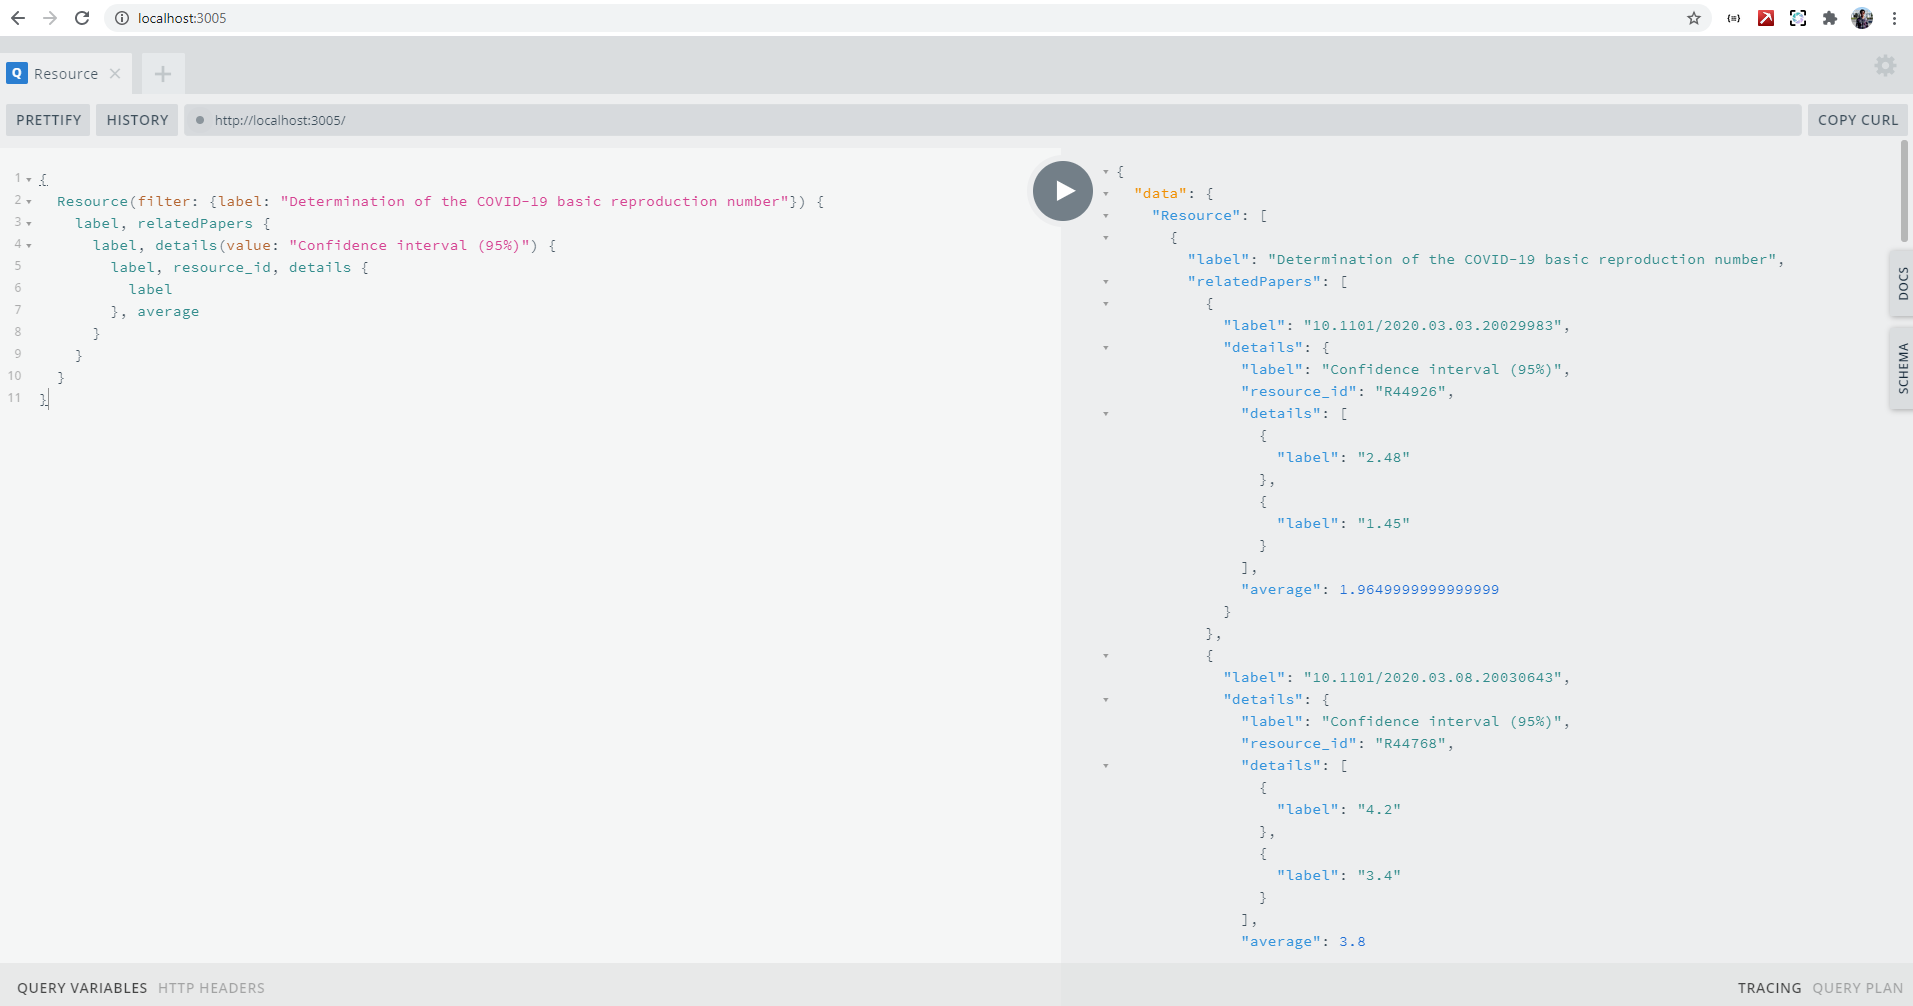 localhost:3005
Q Resource
PRETTIFY HISTORY http://localhost:3005/ COPY CURL
1 {
2 Resource(filter: {label: "Determination of the COVID-19 basic reproduction number"}) {
3 label, relatedPapers {
4 label, details(value: "Confidence interval (95%)") {
5 label, resource_id, details {
6 label
7 }, average
8 }
9 }
10 }
11 }
{
"data": {
"Resource": [
{
"label": "Determination of the COVID-19 basic reproduction number",
"relatedPapers": [
{
"label": "10.1101/2020.03.03.20029983",
"details": {
"label": "Confidence interval (95%)",
"resource_id": "R44926",
"details": [
{
"label": "2.48"
},
{
"label": "1.45"
}
],
"average": 1.9649999999999999
}
},
{
"label": "10.1101/2020.03.08.20030643",
"details": {
"label": "Confidence interval (95%)",
"resource_id": "R44768",
"details": [
{
"label": "4.2"
},
{
"label": "3.4"
}
],
"average": 3.8
DOCS
SCHEMA
QUERY VARIABLES HTTP HEADERS
TRACING QUERY PLAN